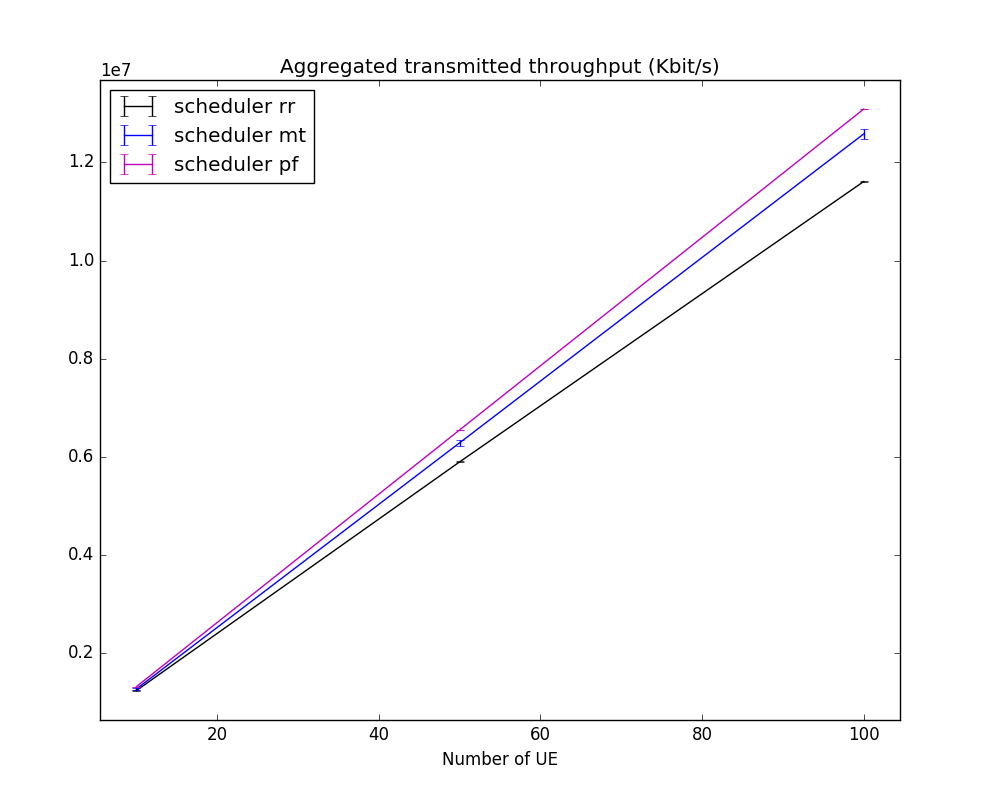 Aggregated transmitted throughput (Kbit/s)
1e7
scheduler rr
scheduler mt
scheduler pf
1.2
1.0
0.8
0.6
0.4
0.2
20 40 60 80 100
Number of UE